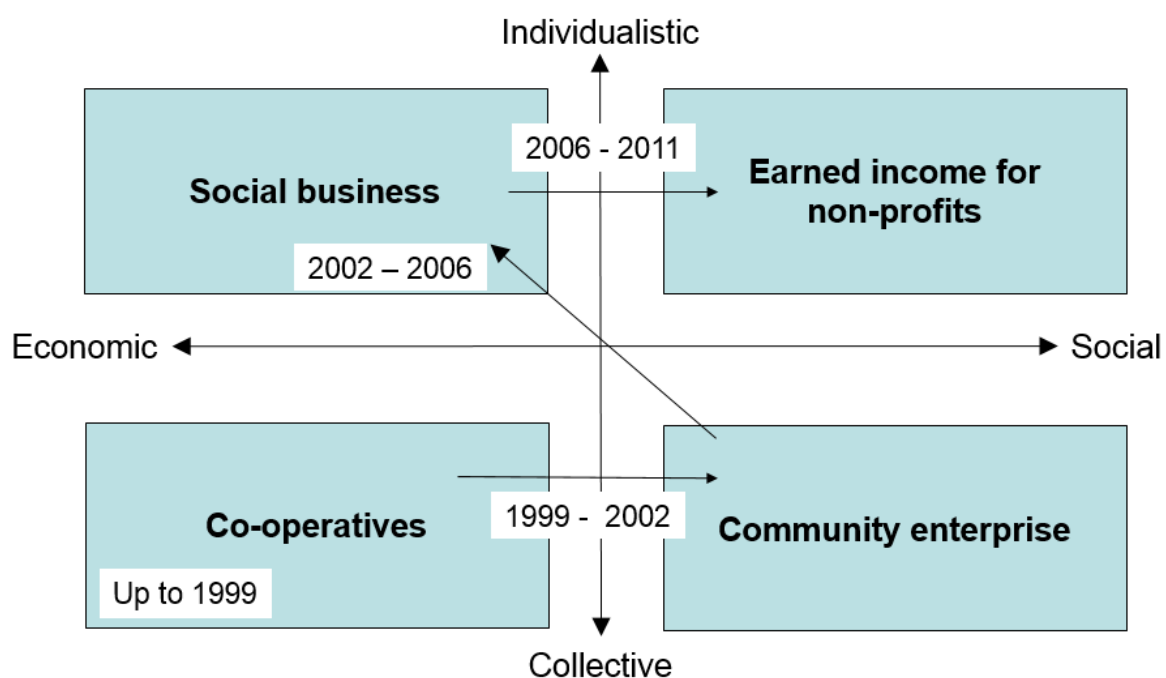 Individualistic
2006 - 2011
Social business
Earned income for
non-profits
2002 – 2006
Economic
Social
Co-operatives
1999 -  2002
Community enterprise
Up to 1999
Collective